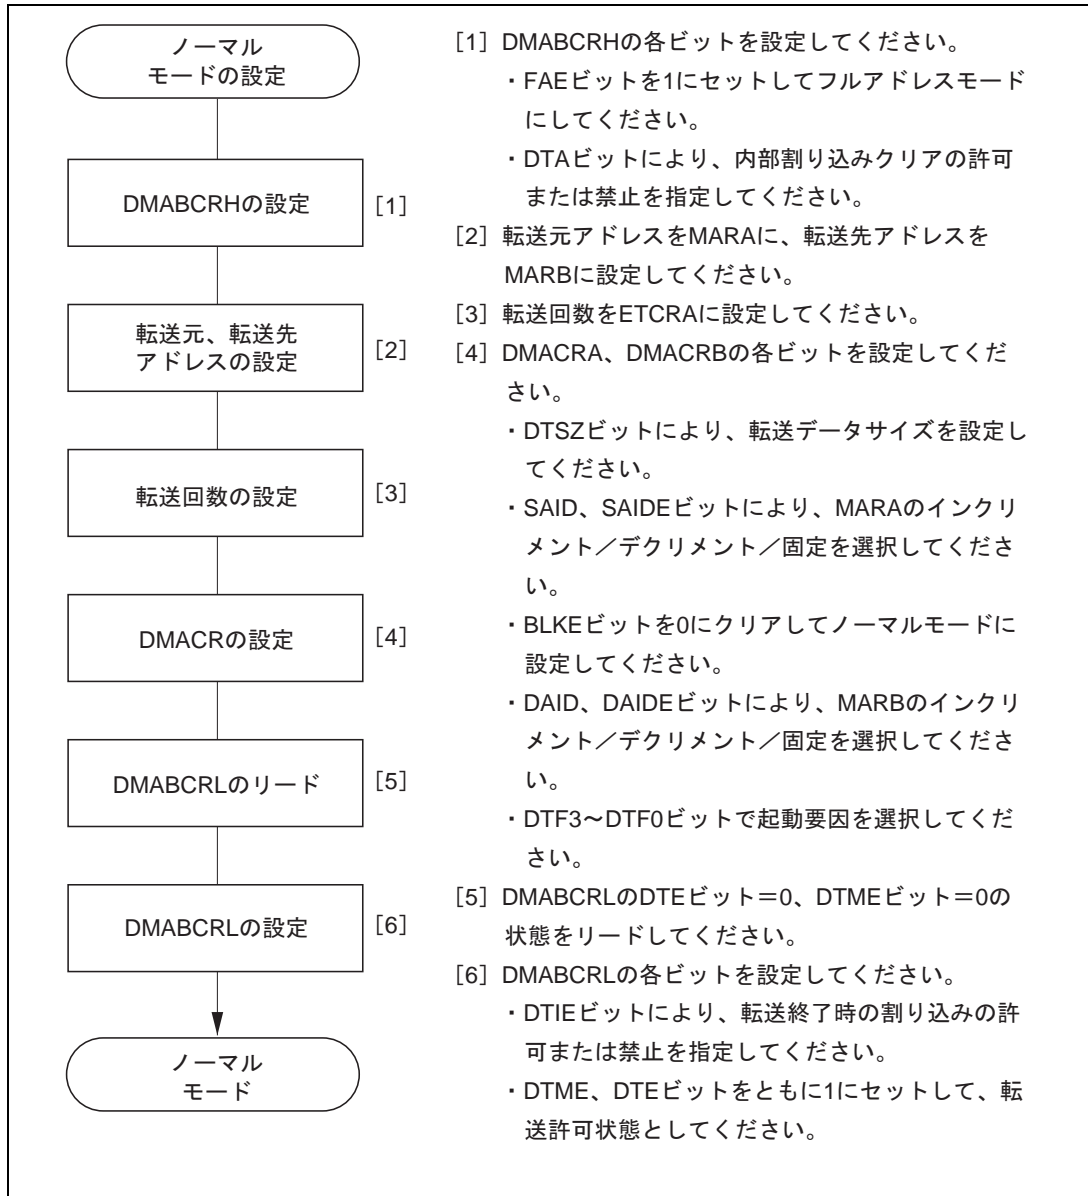 ノーマル
モードの設定
DMABCRHの設定 [1]
転送元、転送先
アドレスの設定 [2]
転送回数の設定 [3]
DMACRの設定 [4]
DMABCRLのリード [5]
DMABCRLの設定 [6]
ノーマル
モード
[1] DMABCRHの各ビットを設定してください。
・FAEビットを1にセットしてフルアドレスモード
にしてください。
・DTAビットにより、内部割り込みクリアの許可
または禁止を指定してください。
[2] 転送元アドレスをMARAに、転送先アドレスを
MARBに設定してください。
[3] 転送回数をETCRAに設定してください。
[4] DMACRA、DMACRBの各ビットを設定してくだ
さい。
・DTSZビットにより、転送データサイズを設定し
てください。
・SAID、SAIDEビットにより、MARAのインクリ
メント／デクリメント／固定を選択してくださ
い。
・BLKEビットを0にクリアしてノーマルモードに
設定してください。
・DAID、DAIDEビットにより、MARBのインクリ
メント／デクリメント／固定を選択してくださ
い。
・DTF3～DTF0ビットで起動要因を選択してくだ
さい。
[5] DMABCRLのDTEビット＝0、DTMEビット＝0の
状態をリードしてください。
[6] DMABCRLの各ビットを設定してください。
・DTIEビットにより、転送終了時の割り込みの許
可または禁止を指定してください。
・DTME、DTEビットをともに1にセットして、転
送許可状態としてください。